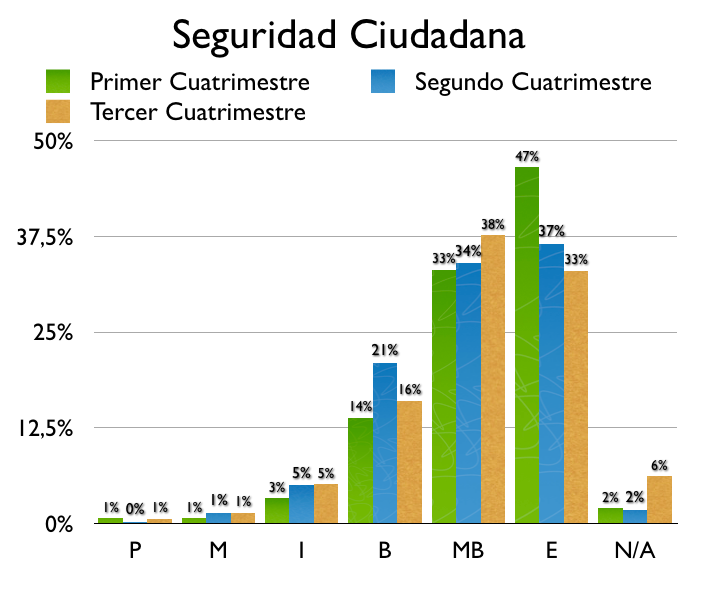 Seguridad Ciudadana
Primer Cuatrimestre Segundo Cuatrimestre
Tercer Cuatrimestre
50%
47%
37,5%
33% 34% 38% 37% 33%
25%
14% 21% 16%
12,5%
1% 0% 1% 1% 1% 1% 3% 5% 5% 2% 2% 6%
0%
P M I B MB E N/A